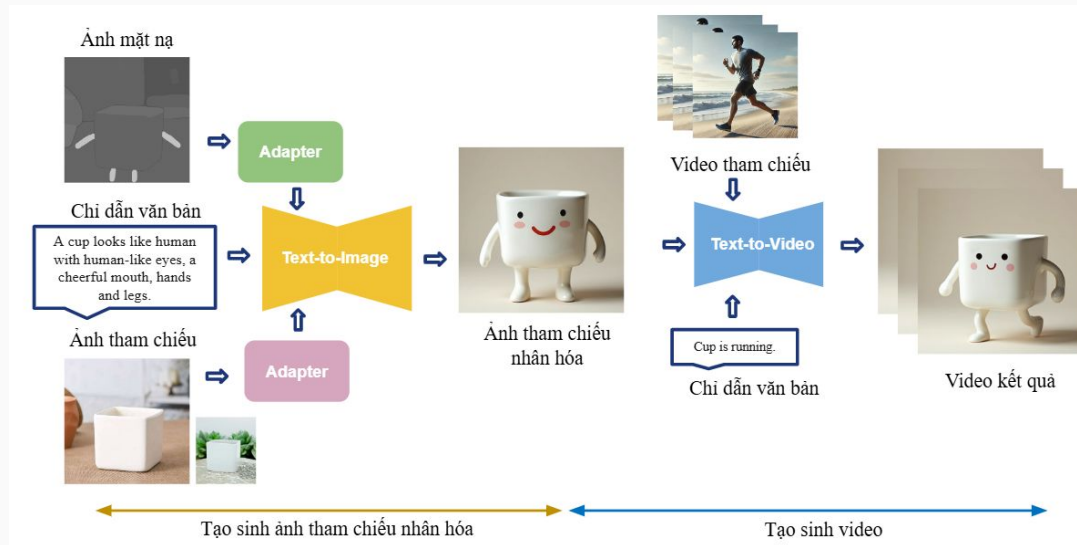 Ảnh mặt nạ
Adapter
Chỉ dẫn văn bản
A cup looks like human
with human-like eyes, a
cheerful mouth, hands
and legs.
Text-to-Image
Ảnh tham chiếu
Adapter
Ảnh tham chiếu
nhân hóa
Video tham chiếu
Text-to-Video
Cup is running.
Chỉ dẫn văn bản
Video kết quả
Tạo sinh ảnh tham chiếu nhân hóa
Tạo sinh video